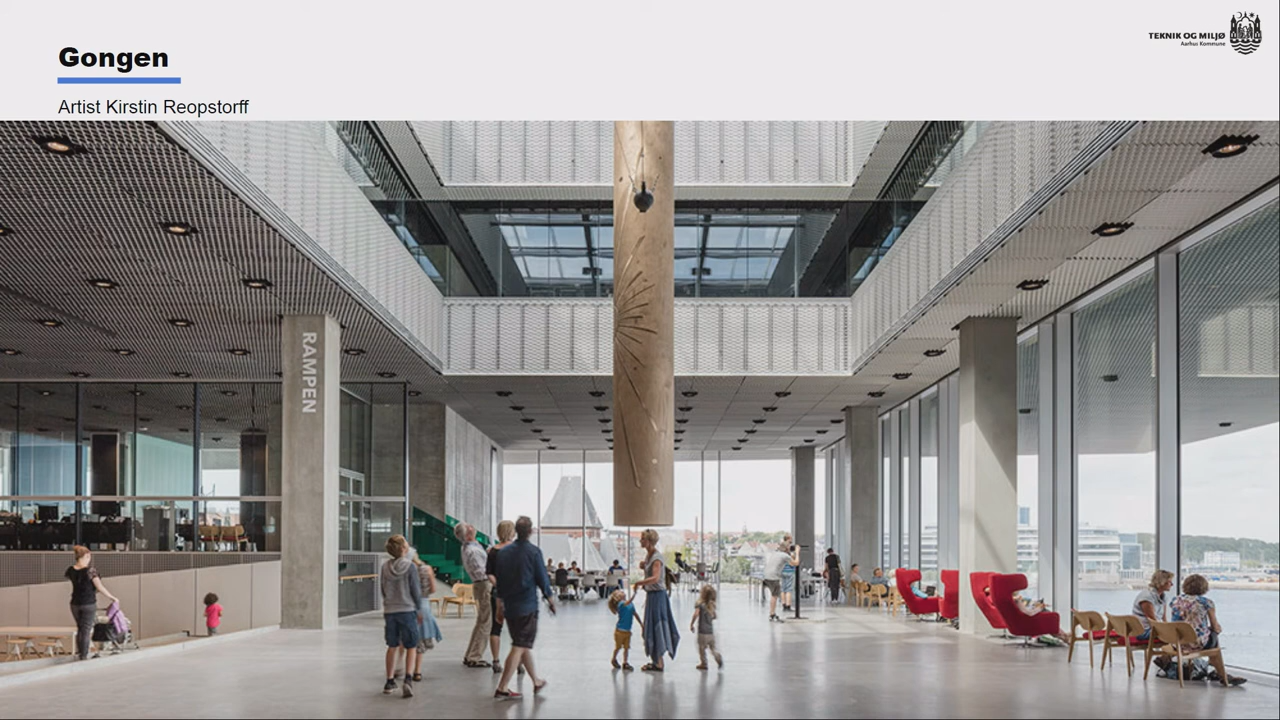 Gongen
TEKNIK OG MILJØ
Aarhus Kommune
Artist Kirstin Reopstorff
RAMPEN